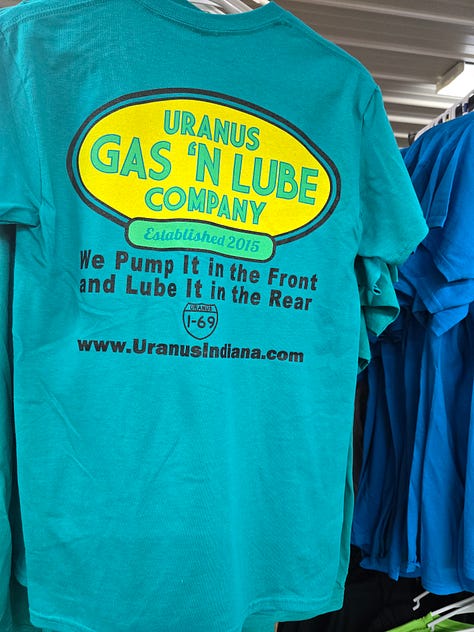 URANUS
GAS 'N LUBE
COMPANY
Established 2015
We Pump It in the Front
and Lube It in the Rear
URANUS
I-69
www.UranusIndiana.com